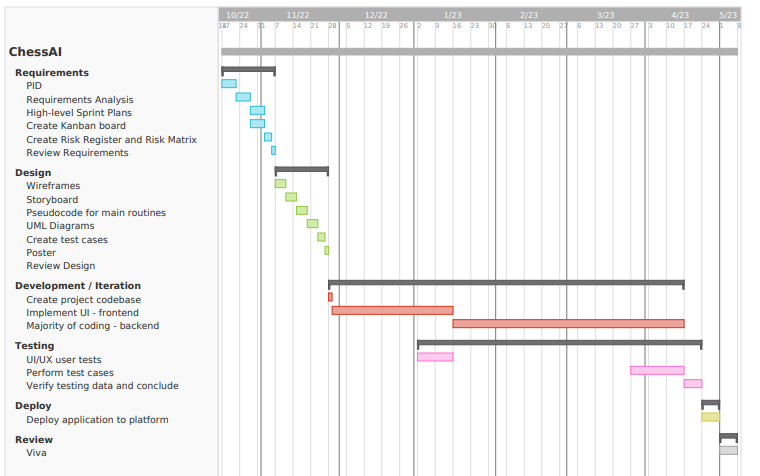 10/22 11/22 12/22 1/23 2/23 3/23 4/23 5/23
17 24 31 7 14 21 28 5 12 19 26 2 9 16 23 30 6 13 20 27 6 13 20 27 3 10 17 24 1 8
ChessAI
Requirements
PID
Requirements Analysis
High-level Sprint Plans
Create Kanban board
Create Risk Register and Risk Matrix
Review Requirements
Design
Wireframes
Storyboard
Pseudocode for main routines
UML Diagrams
Create test cases
Poster
Review Design
Development / Iteration
Create project codebase
Implement UI - frontend
Majority of coding - backend
Testing
UI/UX user tests
Perform test cases
Verify testing data and conclude
Deploy
Deploy application to platform
Review
Viva